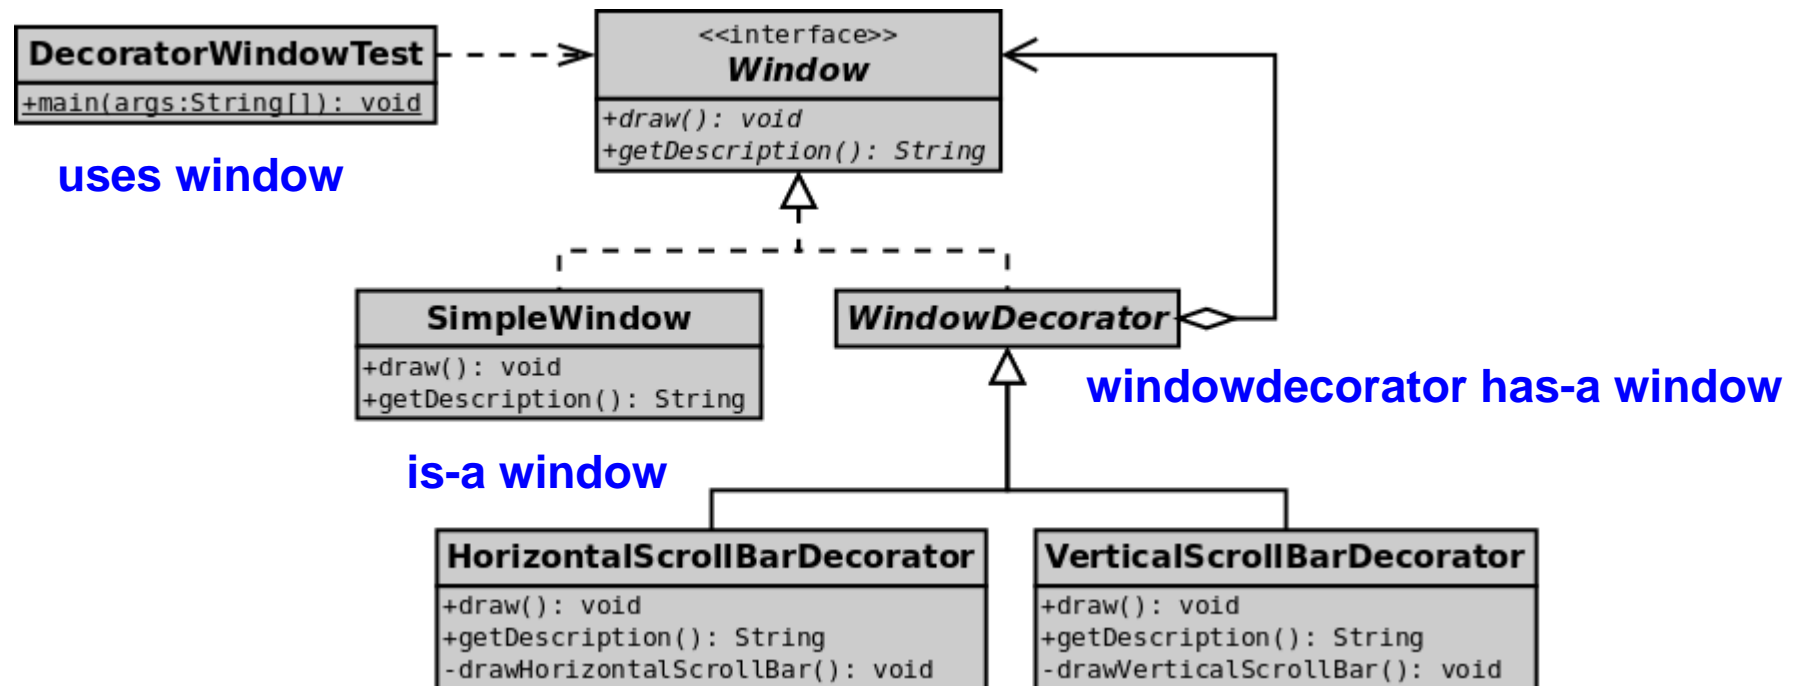 DecoratorWindowTest
+main(args:String[]): void
uses window
<<interface>>
Window
+draw(): void
+getDescription(): String
SimpleWindow
+draw(): void
+getDescription(): String
is-a window
WindowDecorator
windowdecorator has-a window
HorizontalScrollBarDecorator
+draw(): void
+getDescription(): String
-drawHorizontalScrollBar(): void
VerticalScrollBarDecorator
+draw(): void
+getDescription(): String
-drawVerticalScrollBar(): void